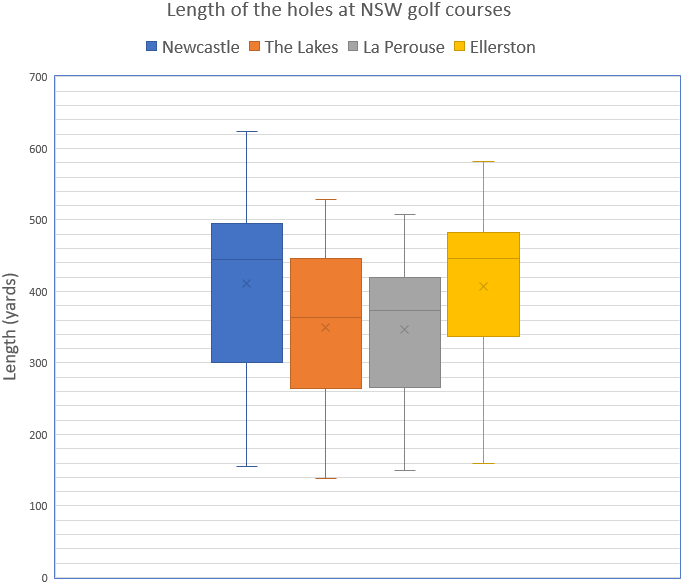 Length of the holes at NSW golf courses
Newcastle The Lakes La Perouse Ellerston
700
600
500
400
300
200
100
0
Length (yards)